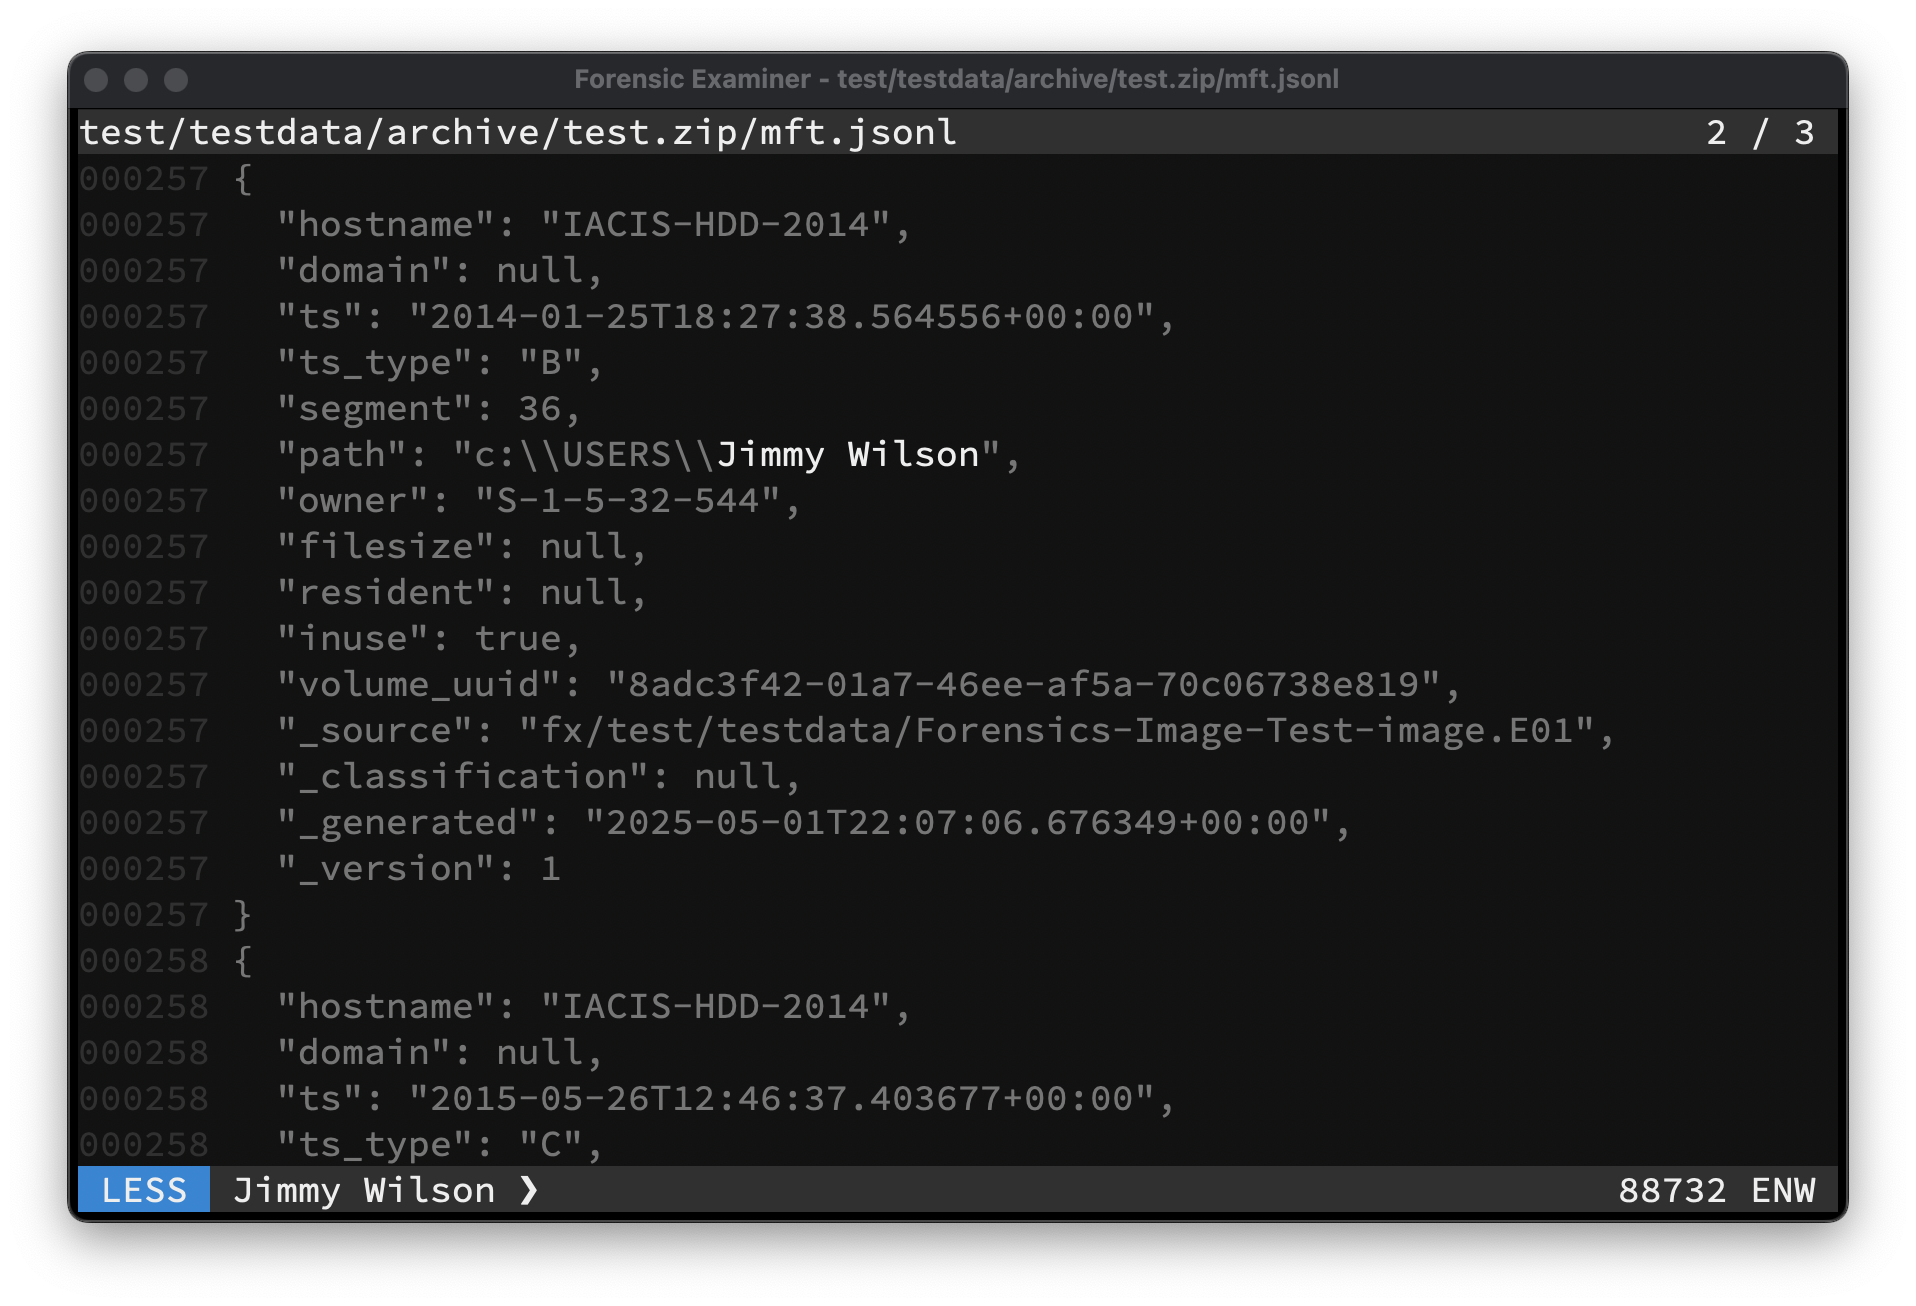 Forensic Examiner - test/testdata/archive/test.zip/mft.jsonl
test/testdata/archive/test.zip/mft.jsonl 2 / 3
000257 {
000257   "hostname": "IACIS-HDD-2014",
000257   "domain": null,
000257   "ts": "2014-01-25T18:27:38.564556+00:00",
000257   "ts_type": "B",
000257   "segment": 36,
000257   "path": "c:\\USERS\\Jimmy Wilson",
000257   "owner": "S-1-5-32-544",
000257   "filesize": null,
000257   "resident": null,
000257   "inuse": true,
000257   "volume_uuid": "8adc3f42-01a7-46ee-af5a-70c06738e819",
000257   "_source": "fx/test/testdata/Forensics-Image-Test-image.E01",
000257   "_classification": null,
000257   "_generated": "2025-05-01T22:07:06.676349+00:00",
000257   "_version": 1
000257 }
000258 {
000258   "hostname": "IACIS-HDD-2014",
000258   "domain": null,
000258   "ts": "2015-05-26T12:46:37.403677+00:00",
000258   "ts_type": "C",
LESS Jimmy Wilson ❯ 88732 ENW